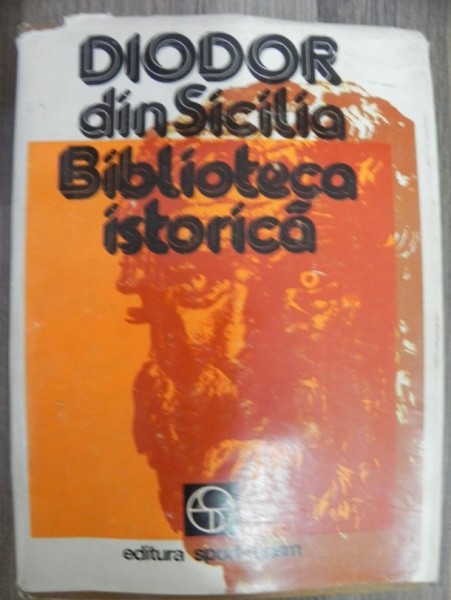 DIODOR
din Sicilia
Biblioteca
istorică
editura sport-turism